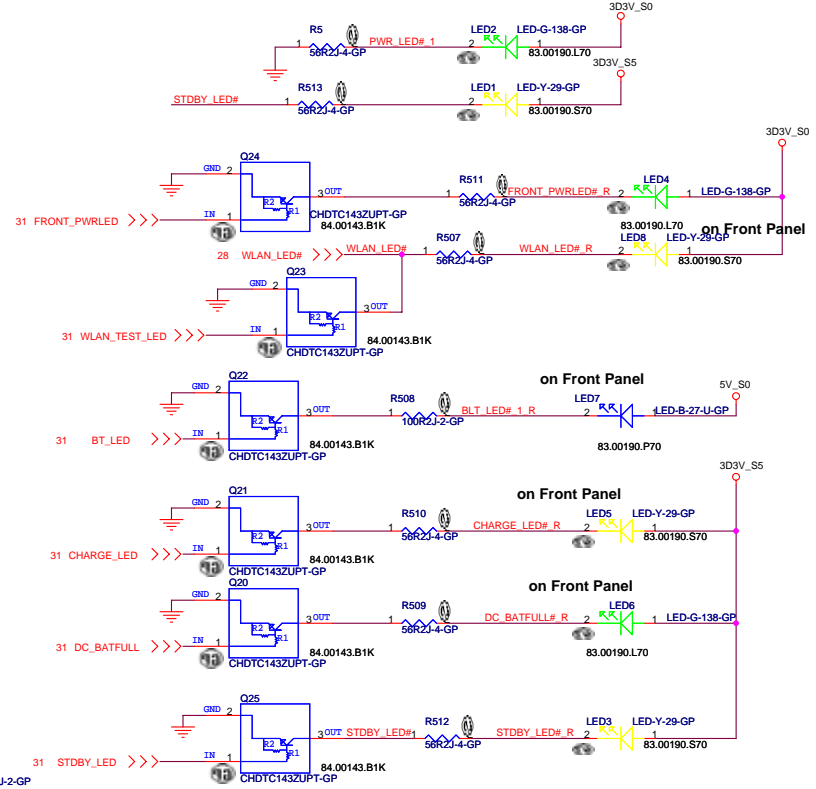 3D3V_S0
R5
PWR_LED#_1
LED2 LED-G-138-GP
1 2 1
56R2J-4-GP
83.00190.L70
3D3V_S5
R513
LED1 LED-Y-29-GP
STDBY_LED# 1 2 1
56R2J-4-GP
83.00190.S70
3D3V_S0
Q24
GND 2
R2
R1
3 OUT
R511
1 FRONT_PWRLED#_R 2
LED4
1 LED-G-138-GP
56R2J-4-GP
31 FRONT_PWRLED IN 1
CHDTC143ZUPT-GP
84.00143.B1K
83.00190.L70
on Front Panel
R507
LED8 LED-Y-29-GP
28 WLAN_LED# WLAN_LED# 1 WLAN_LED#_R 2 1
56R2J-4-GP
83.00190.S70
Q23
GND 2
R2
R1
3 OUT
31 WLAN_TEST_LED IN 1
84.00143.B1K
CHDTC143ZUPT-GP
Q22
on Front Panel
GND 2
R2
R1
3 OUT
R508
1 BLT_LED#_1_R 2
LED7
1 LED-B-27-U-GP
5V_S0
100R2J-2-GP
31 BT_LED IN 1
84.00143.B1K
83.00190.P70
CHDTC143ZUPT-GP
3D3V_S5
Q21
on Front Panel
GND 2
R2
R1
3 OUT
R510
1 CHARGE_LED#_R 2
LED5 LED-Y-29-GP
1
56R2J-4-GP
83.00190.S70
31 CHARGE_LED IN 1
84.00143.B1K
CHDTC143ZUPT-GP
Q20
on Front Panel
GND 2
R2
R1
3 OUT
R509
1 DC_BATFULL#_R 2
LED6
1 LED-G-138-GP
56R2J-4-GP
31 DC_BATFULL IN 1
84.00143.B1K
83.00190.L70
CHDTC143ZUPT-GP
Q25
GND 2
R2
R1
3 OUT STDBY_LED# 1
R512
STDBY_LED#_R 2
LED3 LED-Y-29-GP
1
56R2J-4-GP
83.00190.S70
31 STDBY_LED IN 1
84.00143.B1K
CHDTC143ZUPT-GP
J-2-GP